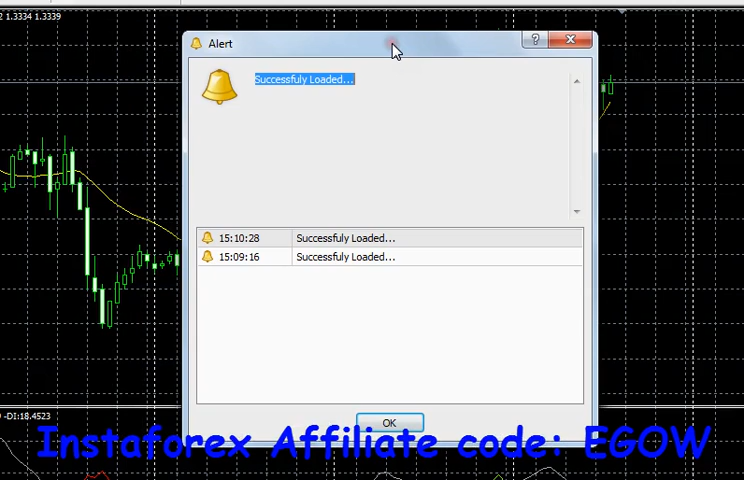 2 1.3334 1.3339
Alert
?
Successfuly Loaded...
15:10:28 Successfuly Loaded...
15:09:16 Successfuly Loaded...
OK
-DI:18.4523
Instaforex Affiliate code: EGOW